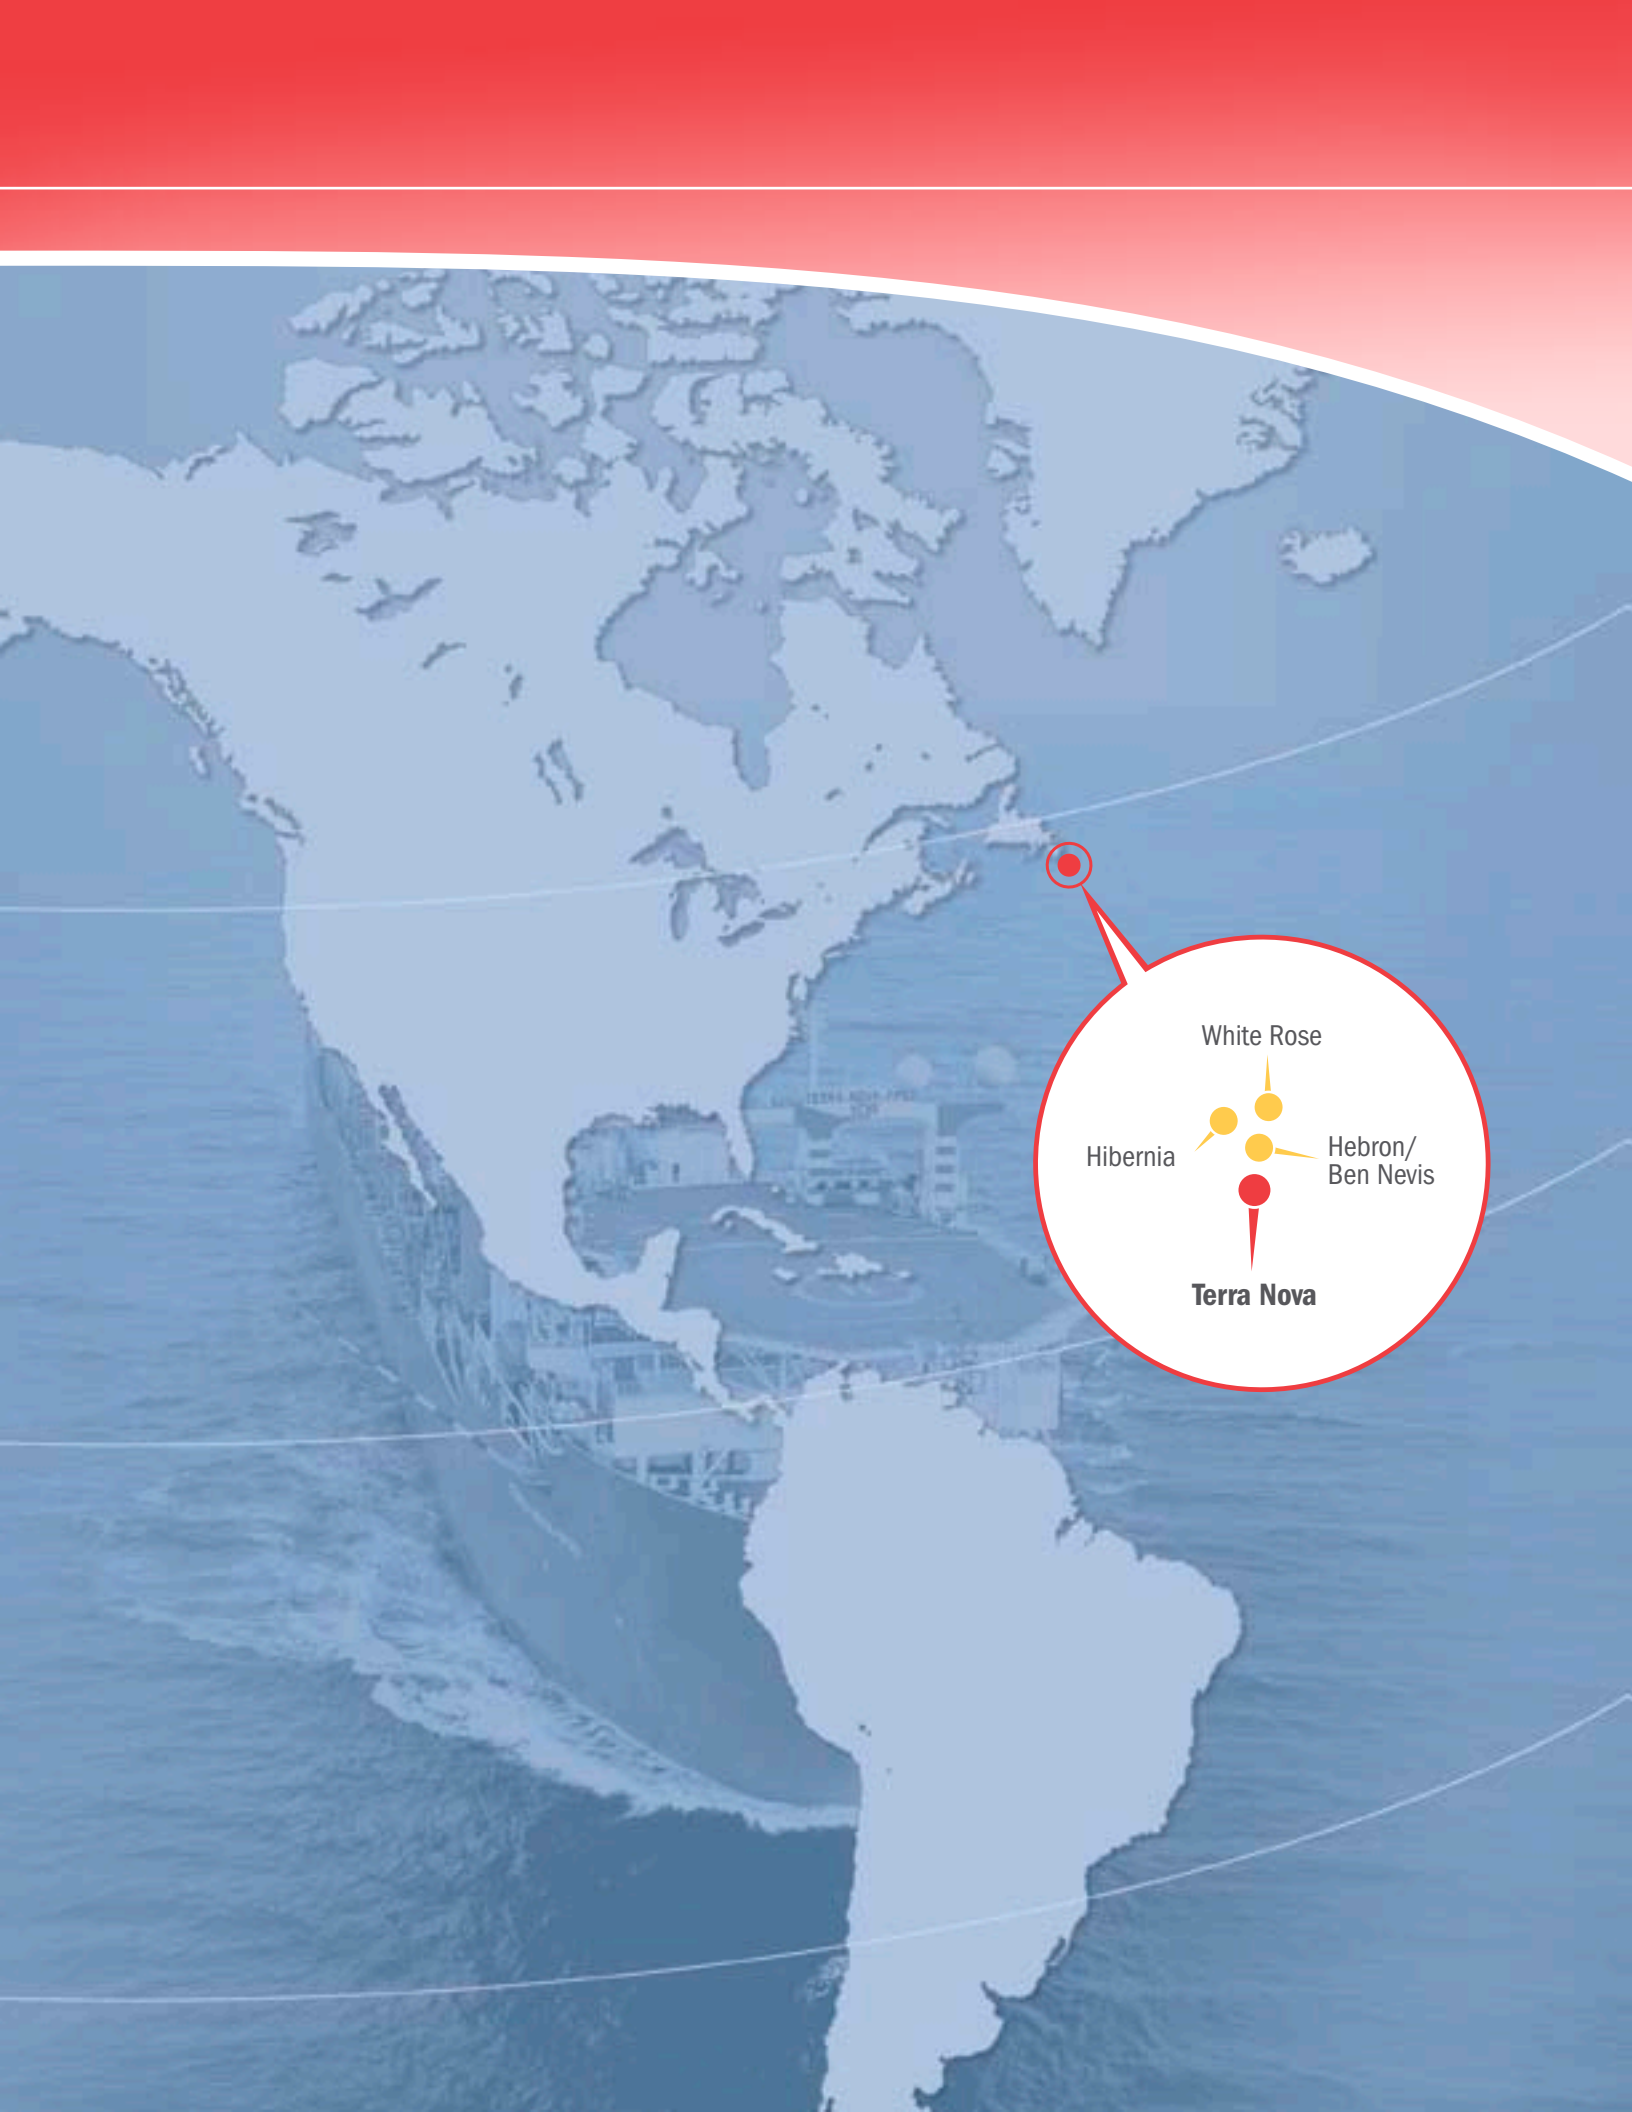 White Rose
Hibernia
Hebron/
Ben Nevis
Terra Nova